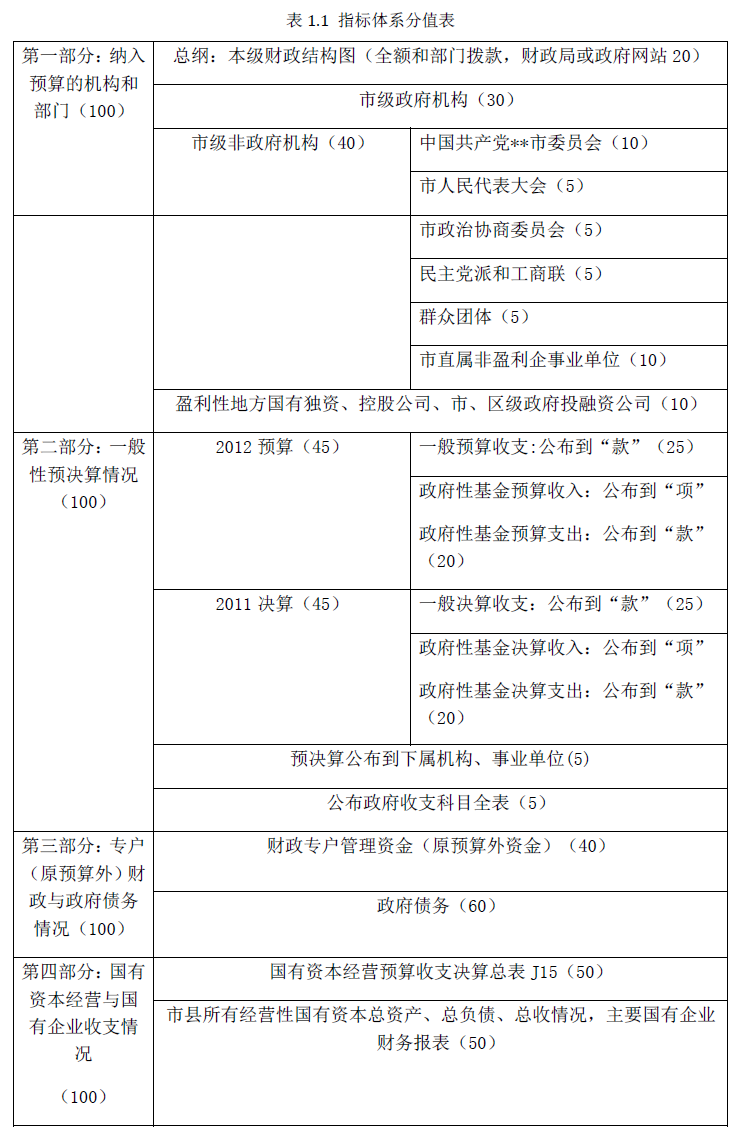 表 1.1 指标体系分值表
第一部分：纳入
预算的机构和
部门（100）
总纲：本级财政结构图（全额和部门拨款，财政局或政府网站 20）
市级政府机构（30）
市级非政府机构（40）
中国共产党**市委员会（10）
市人民代表大会（5）
市政治协商委员会（5）
民主党派和工商联（5）
群众团体（5）
市直属非盈利企事业单位（10）
盈利性地方国有独资、控股公司、市、区级政府投融资公司（10）
第二部分：一般
性预决算情况
（100）
2012 预算（45）
一般预算收支:公布到“款”（25）
政府性基金预算收入：公布到“项”
政府性基金预算支出：公布到“款”
（20）
2011 决算（45）
一般决算收支：公布到“款”（25）
政府性基金决算收入：公布到“项”
政府性基金决算支出：公布到“款”
（20）
预决算公布到下属机构、事业单位(5)
公布政府收支科目全表（5）
第三部分：专户
（原预算外）财
政与政府债务
情况（100）
财政专户管理资金（原预算外资金）（40）
政府债务（60）
第四部分：国有
资本经营与国
有企业收支情
况
（100）
国有资本经营预算收支决算总表 J15（50）
市县所有经营性国有资本总资产、总负债、总收情况，主要国有企业
财务报表（50）